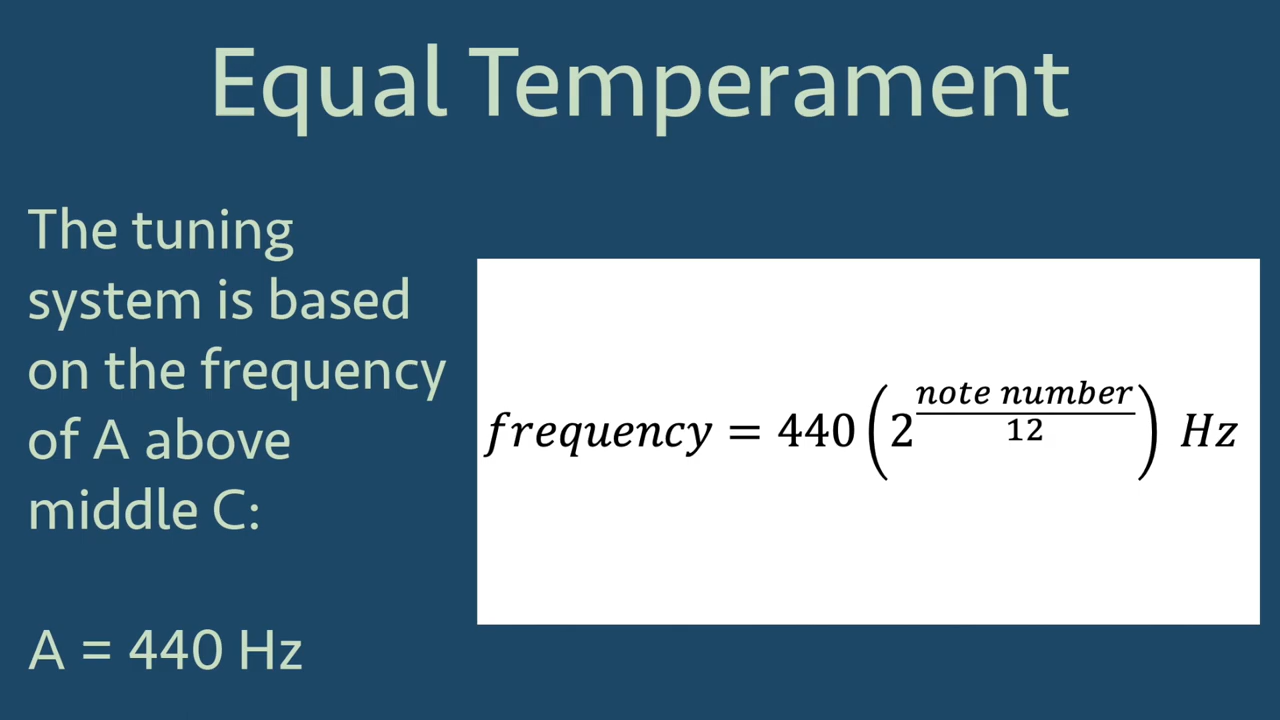 Equal Temperament
The tuning
system is based
on the frequency
of A above
middle C:
A = 440 Hz
frequency = 440 (2^(note number/12)) Hz